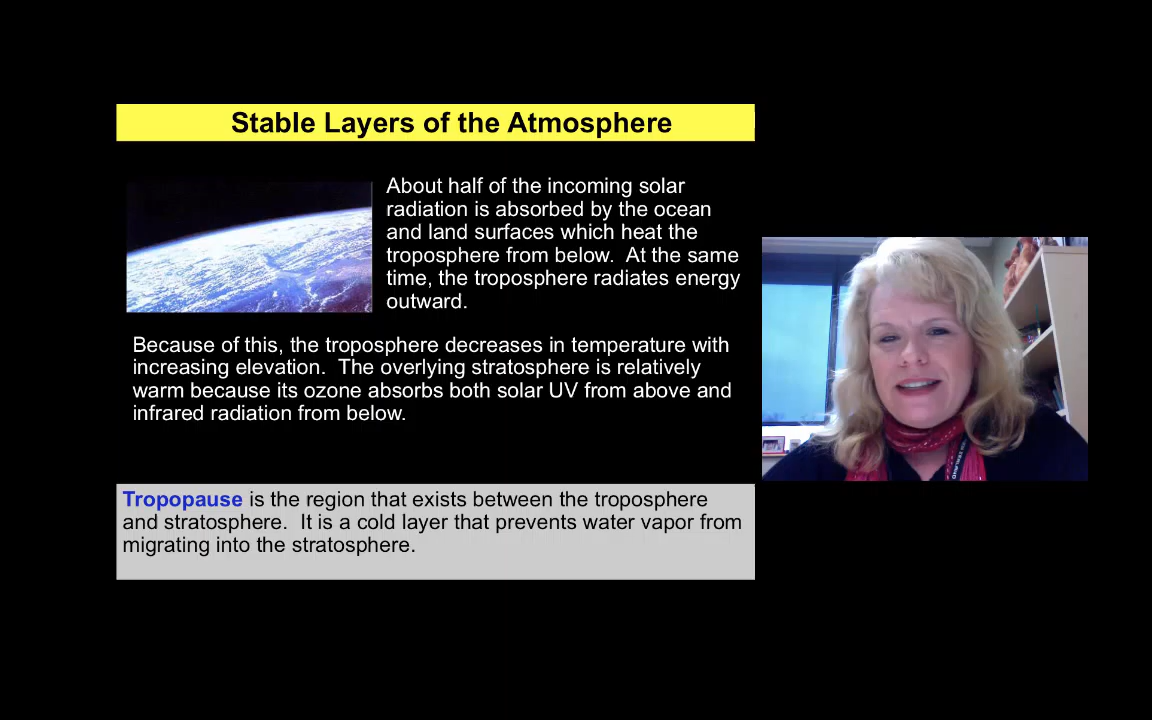 Stable Layers of the Atmosphere
About half of the incoming solar
radiation is absorbed by the ocean
and land surfaces which heat the
troposphere from below.  At the same
time, the troposphere radiates energy
outward.
Because of this, the troposphere decreases in temperature with
increasing elevation.  The overlying stratosphere is relatively
warm because its ozone absorbs both solar UV from above and
infrared radiation from below.
Tropopause is the region that exists between the troposphere
and stratosphere.  It is a cold layer that prevents water vapor from
migrating into the stratosphere.